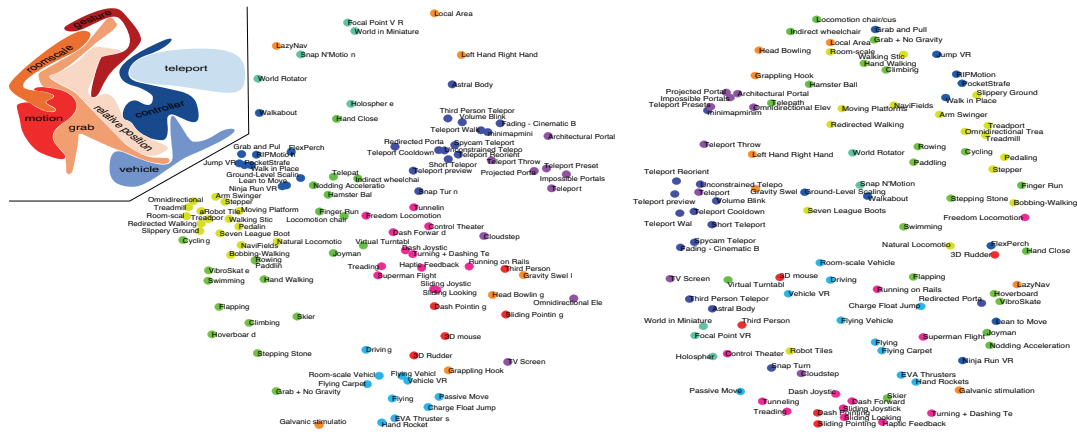 gesture
roomscale
teleport
controller
motion
relative position
grab
vehicle
Local Area
Focal Point V R
World in Miniature
LazyNav
Snap N'Motio n
Left Hand Right Hand
World Rotator
Astral Body
Holospher e
Walkabout
Hand Close
Third Person Telepor
Volume Blink
Fading - Cinematic B
Teleport Walk
minimapmini
Architectural Portal
Redirected Porta
Spycam Teleport
Teleport Cooldown
Unconstrained Telepo
Teleport Reorient
Grab and Pul
FlexPerch
RIPMotio n
Jump VR
PocketStrafe
Walk in Place
Short Telepor
Teleport Throw
Teleport Preset
Teleport preview
Projected Porta
Impossible Portals
Ground-Level Scalin
Telepat
Indirect wheelchai
Lean to Move
Nodding Acceleratio
Ninja Run VR
Teleport
Snap Tur n
Arm Swinger
Hamster Bal
Stepper
Omnidirectional
Treadmill
aRobot Tile
Moving Platform
Tunnelin
Room-scal
Treadpor
Walking Stic
Locomotion chair
Finger Run
Freedom Locomotion
Redirected Walking
Pedalin
Control Theater
Slippery Ground
Seven League Boot
Dash Forwar d
Cloudstep
Cycling
NaviFields
Natural Locomotio
Virtual Turntabl
Dash Joystic
Bobbing-Walking
Joyman
Turning + Dashing Te
Rowing
Paddlin
Treading
Haptic Feedback
Running on Rails
VibroSkat e
Third Person
Swimming
Hand Walking
Superman Flight
Gravity Swel l
Sliding Joystic
Sliding Looking
Head Bowlin g
Omnidirectional Ele
Flapping
Dash Pointin g
Skier
Sliding Pointin g
Climbing
Hoverboar d
3D mouse
Stepping Stone
Drivin g
3D Rudder
TV Screen
Room-scale Vehicl
Flying Vehicl
Grappling Hook
Flying Carpet
Vehicle VR
Grab + No Gravity
Flying
Passive Move
Charge Float Jump
Galvanic stimulatio
EVA Thruster s
Hand Rocket
Locomotion chair/cus
Indirect wheelchair
Grab and Pull
Grab + No Gravity
Local Area
Head Bowling
Room-scale
Walking Stic
Jump VR
Hand Walking
Climbing
Grappling Hook
RIPMotion
Hamster Ball
PocketStrafe
Projected Portal
Architectural Portal
Slippery Ground
Impossible Portals
Walk in Place
Teleport Presets
Telepath
Omnidirectional Elev
NaviFields
minimapminim
Moving Platforms
Arm Swinger
Redirected Walking
Treadport
Omnidirectional Trea
Treadmill
Teleport Throw
Rowing
Left Hand Right Hand
World Rotator
Cycling
Pedaling
Paddling
Stepper
Teleport Reorient
Unconstrained Telepo
Snap N'Motion
Finger Run
Teleport
Gravity Swel
Ground-Level Scaling
Teleport preview
Volume Blink
Walkabout
Stepping Stone
Bobbing-Walking
Teleport Cooldown
Seven League Boots
Freedom Locomotion
Teleport Wal
Short Teleport
Swimming
Spycam Telepor
Fading - Cinematic B
Natural Locomotio
FlexPerch
Hand Close
3D Rudder
Room-scale Vehicle
TV Screen
3D mouse
Virtual Turntabl
Driving
Flapping
LazyNav
Vehicle VR
Running on Rails
Hoverboard
Third Person Telepor
Redirected Porta
VibroSkate
Astral Body
Charge Float Jump
World in Miniature
Third Person
Flying Vehicle
Lean to Move
Focal Point VR
Superman Flight
Joyman
Flying
Nodding Acceleration
Holospher
Control Theater
Robot Tiles
Flying Carpet
Ninja Run VR
Snap Turn
Cloudstep
EVA Thrusters
Hand Rockets
Passive Move
Dash Joystic
Galvanic stimulation
Skier
Tunneling
Dash Forward
Treading
Sliding Joystick
Dash Pointing
Turning + Dashing Te
Sliding Looking
Sliding Pointing
Haptic Feedback